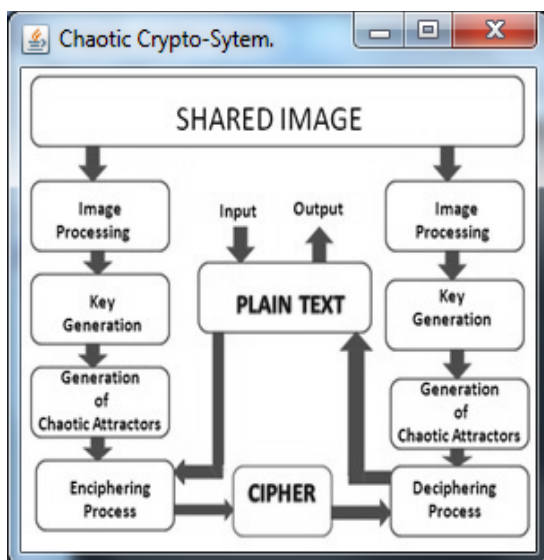 Chaotic Crypto-Sytem.
SHARED IMAGE
Image
Processing
Input
Output
Image
Processing
Key
Generation
PLAIN TEXT
Key
Generation
Generation
of
Chaotic Attractors
Generation
of
Chaotic Attractors
Enciphering
Process
CIPHER
Deciphering
Process